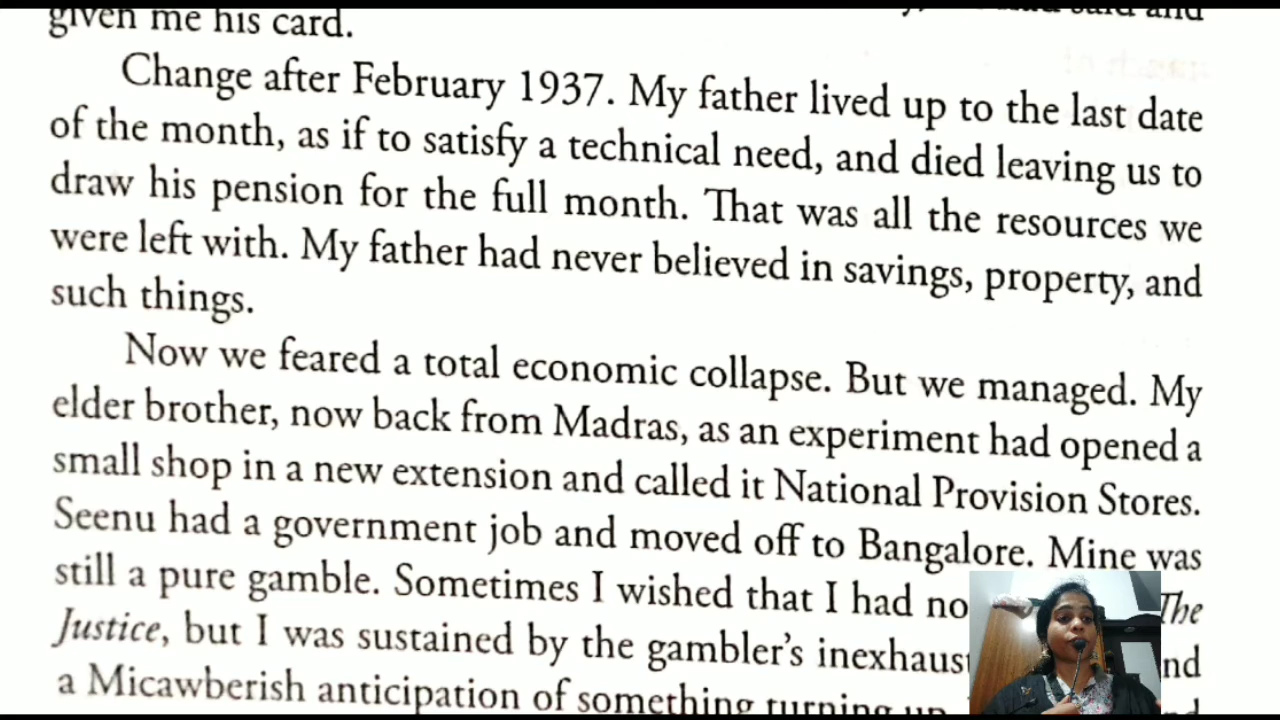 given me his card.
Change after February 1937. My father lived up to the last date
of the month, as if to satisfy a technical need, and died leaving us to
draw his pension for the full month. That was all the resources we
were left with. My father had never believed in savings, property, and
such things.
Now we feared a total economic collapse. But we managed. My
elder brother, now back from Madras, as an experiment had opened a
small shop in a new extension and called it National Provision Stores.
Seenu had a government job and moved off to Bangalore. Mine was
still a pure gamble. Sometimes I wished that I had no The
Justice, but I was sustained by the gambler's
a Micawberish anticipation of something turning up